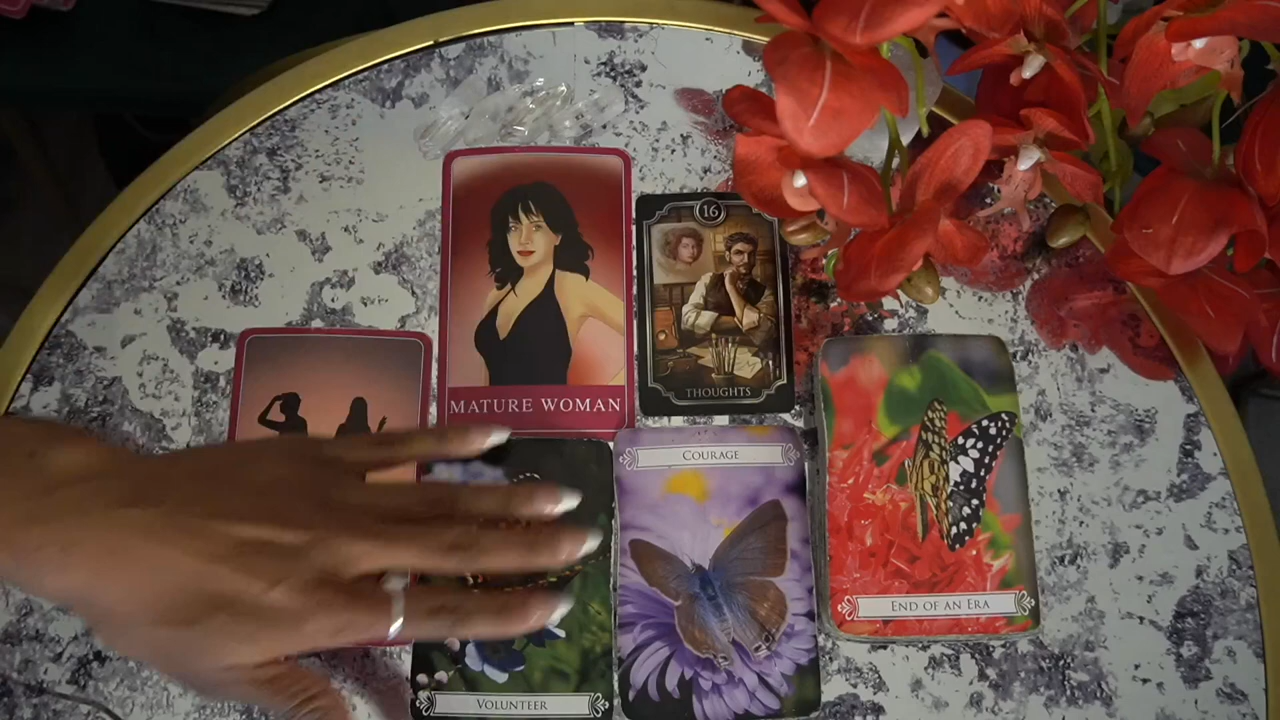 16
MATURE WOMAN
THOUGHTS
COURAGE
END OF AN ERA
VOLUNTEER